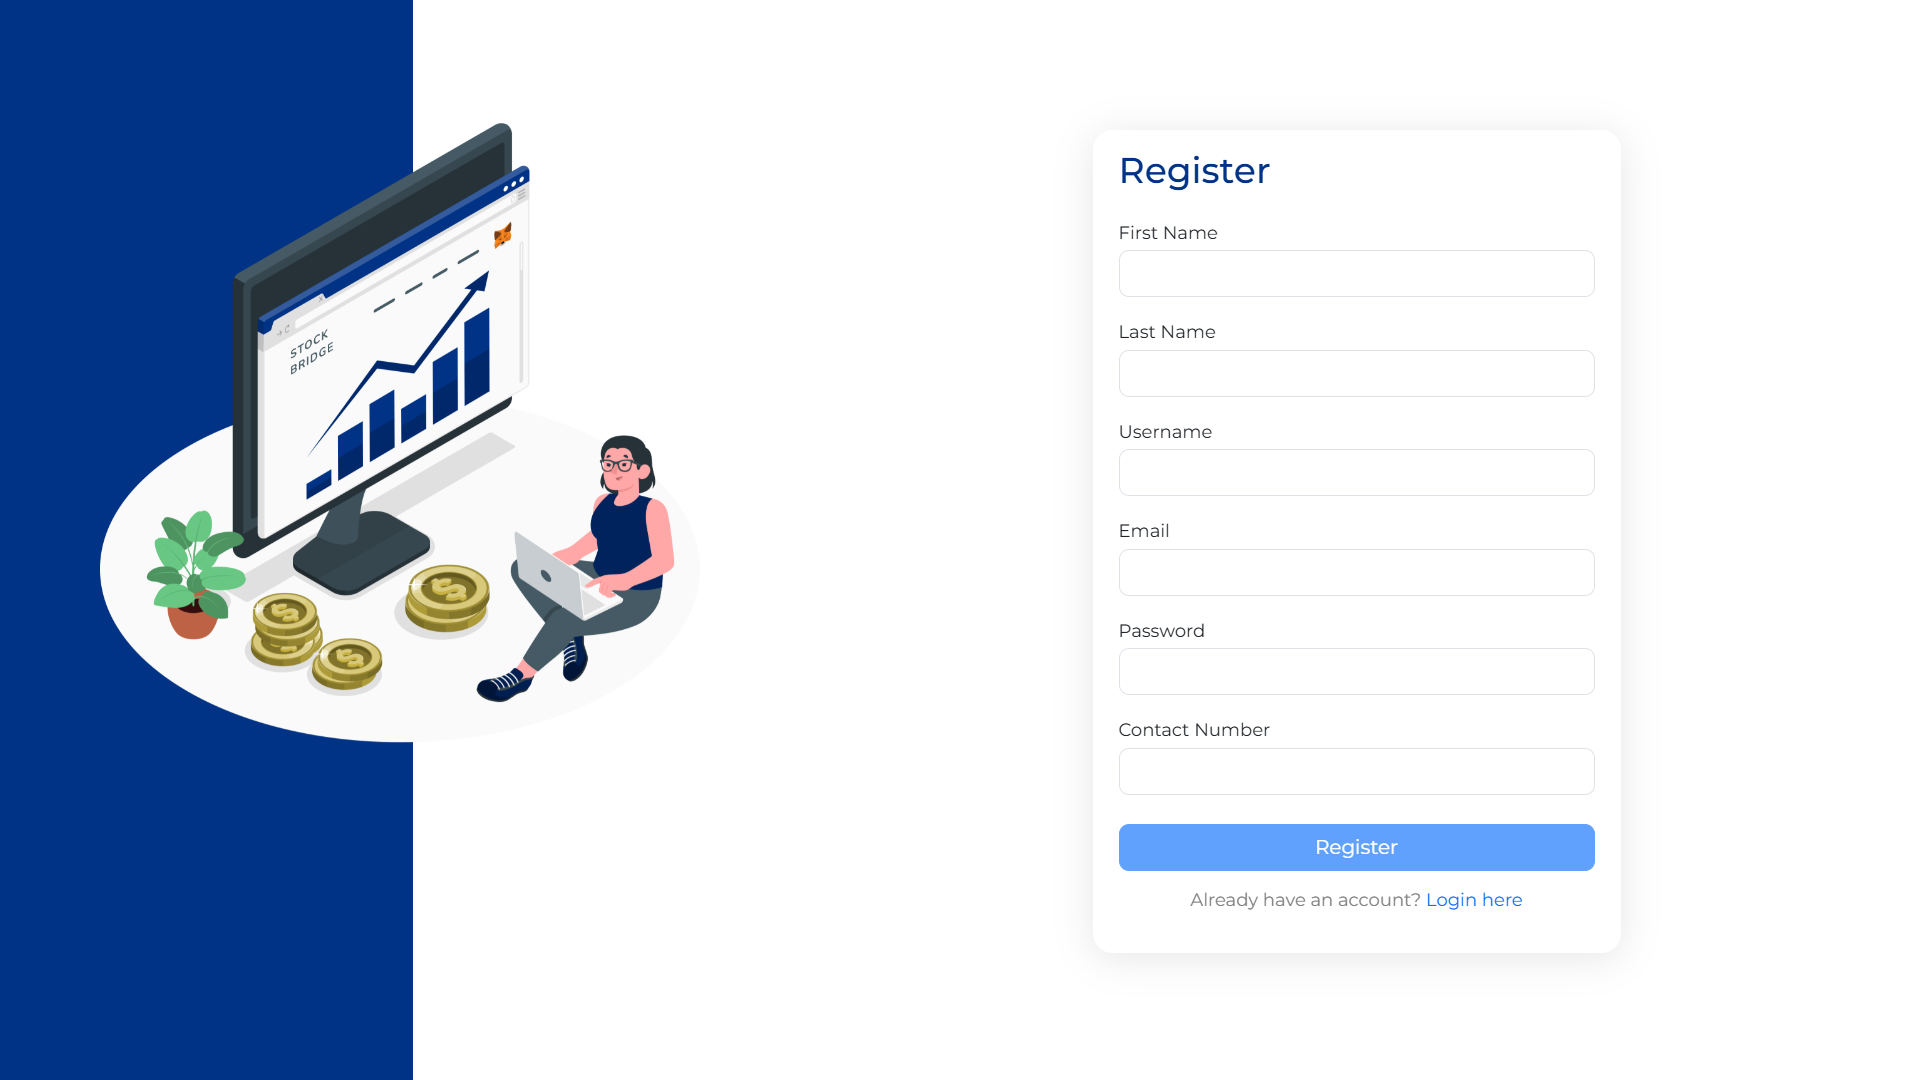 STOCK
BRIDGE
Register
First Name
Last Name
Username
Email
Password
Contact Number
Register
Already have an account? Login here